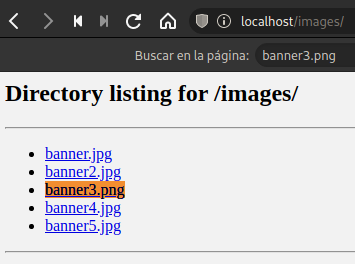 localhost/images/
Buscar en la página: banner3.png
Directory listing for /images/
banner.jpg
banner2.jpg
banner3.png
banner4.jpg
banner5.jpg